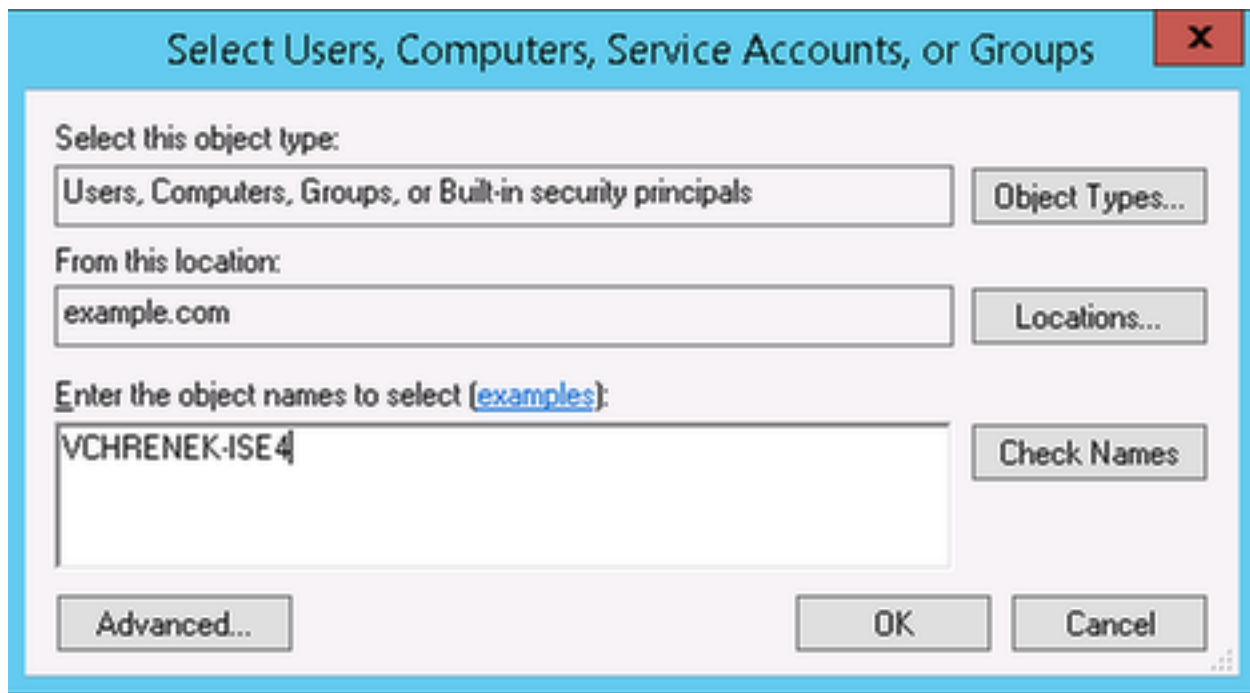 Select Users, Computers, Service Accounts, or Groups
x
Select this object type:
Users, Computers, Groups, or Built-in security principals
Object Types...
From this location:
example.com
Locations...
Enter the object names to select (examples):
VCHRENEK-ISE4
Check Names
Advanced...
OK
Cancel